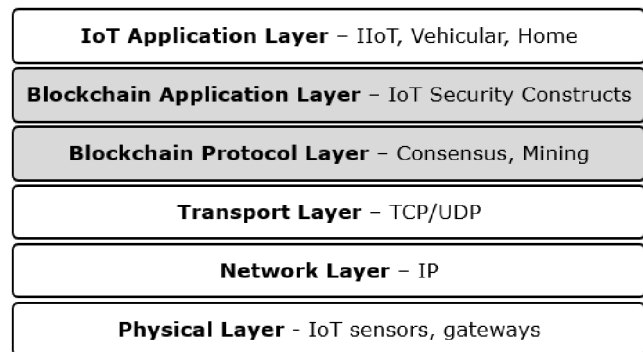 IoT Application Layer – IIoT, Vehicular, Home
Blockchain Application Layer – IoT Security Constructs
Blockchain Protocol Layer – Consensus, Mining
Transport Layer – TCP/UDP
Network Layer – IP
Physical Layer - IoT sensors, gateways